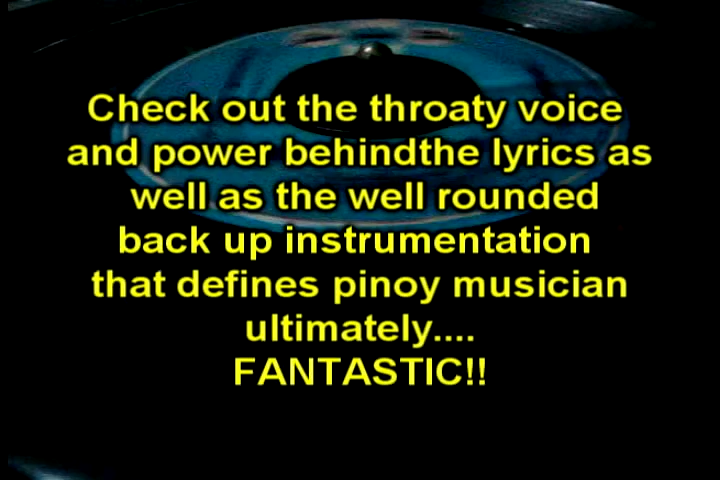 Check out the throaty voice
and power behindthe lyrics as
well as the well rounded
back up instrumentation
that defines pinoy musician
ultimately....
FANTASTIC!!